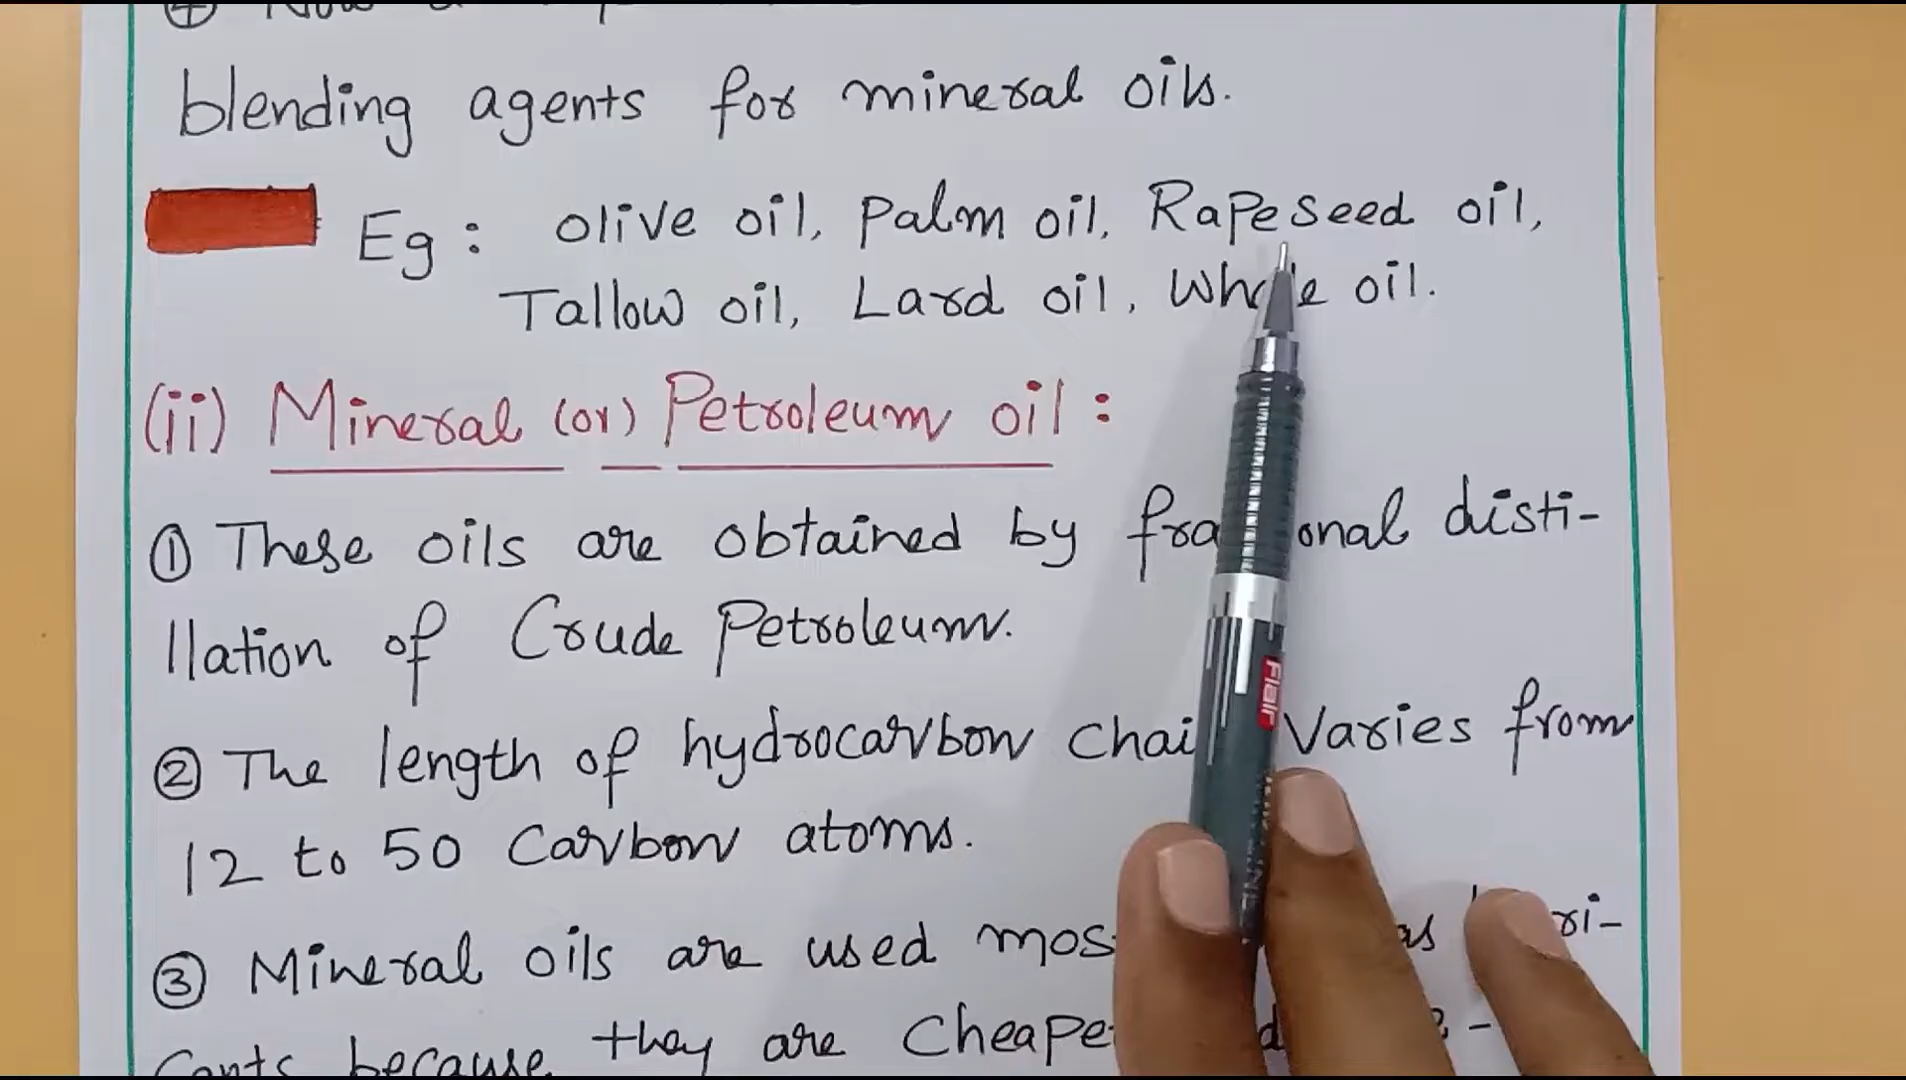 blending agents for mineral oils.
Eg : Olive oil, Palm oil, Rapeseed oil,
Tallow oil, Lard oil, Wh e oil.
(ii) Mineral (or) Petroleum oil :
① These oils are obtained by fra onal disti-
llation of Crude Petroleum.
② The length of hydrocarbon chai varies from
12 to 50 Carbon atoms.
③ Mineral oils are used mos as ri-
cants because they are Cheape
Flair